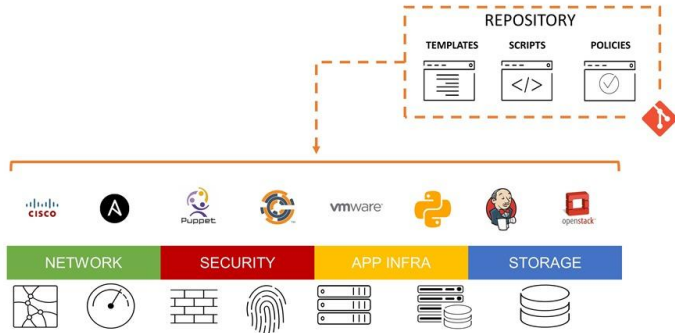 REPOSITORY
TEMPLATES SCRIPTS POLICIES
</>
CISCO
A
Puppet
vmware
openstack
NETWORK SECURITY APP INFRA STORAGE